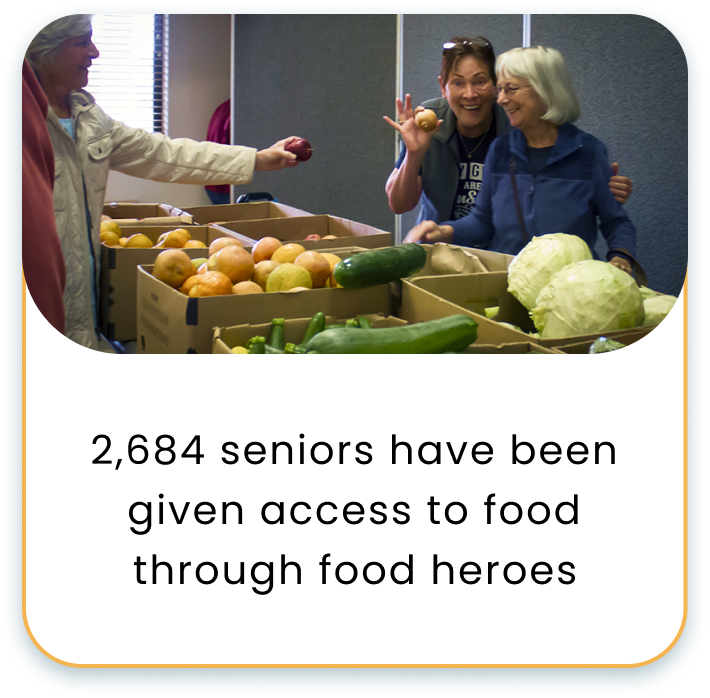 2,684 seniors have been
given access to food
through food heroes